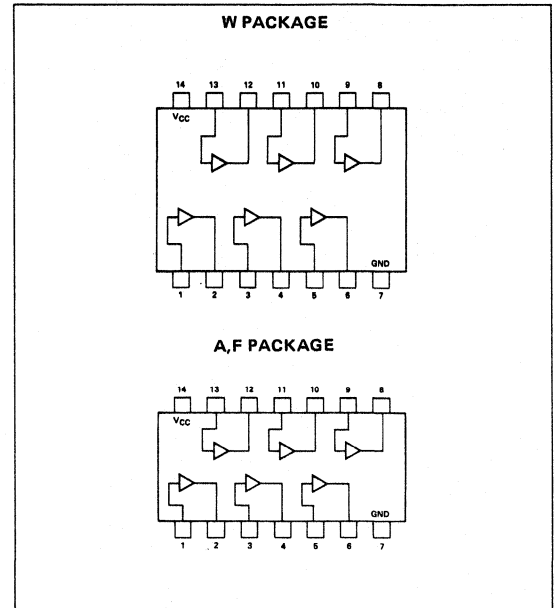 W PACKAGE
14 13 12 11 10 9 8
VCC
GND
1 2 3 4 5 6 7
A,F PACKAGE
14 13 12 11 10 9 8
VCC
GND
1 2 3 4 5 6 7